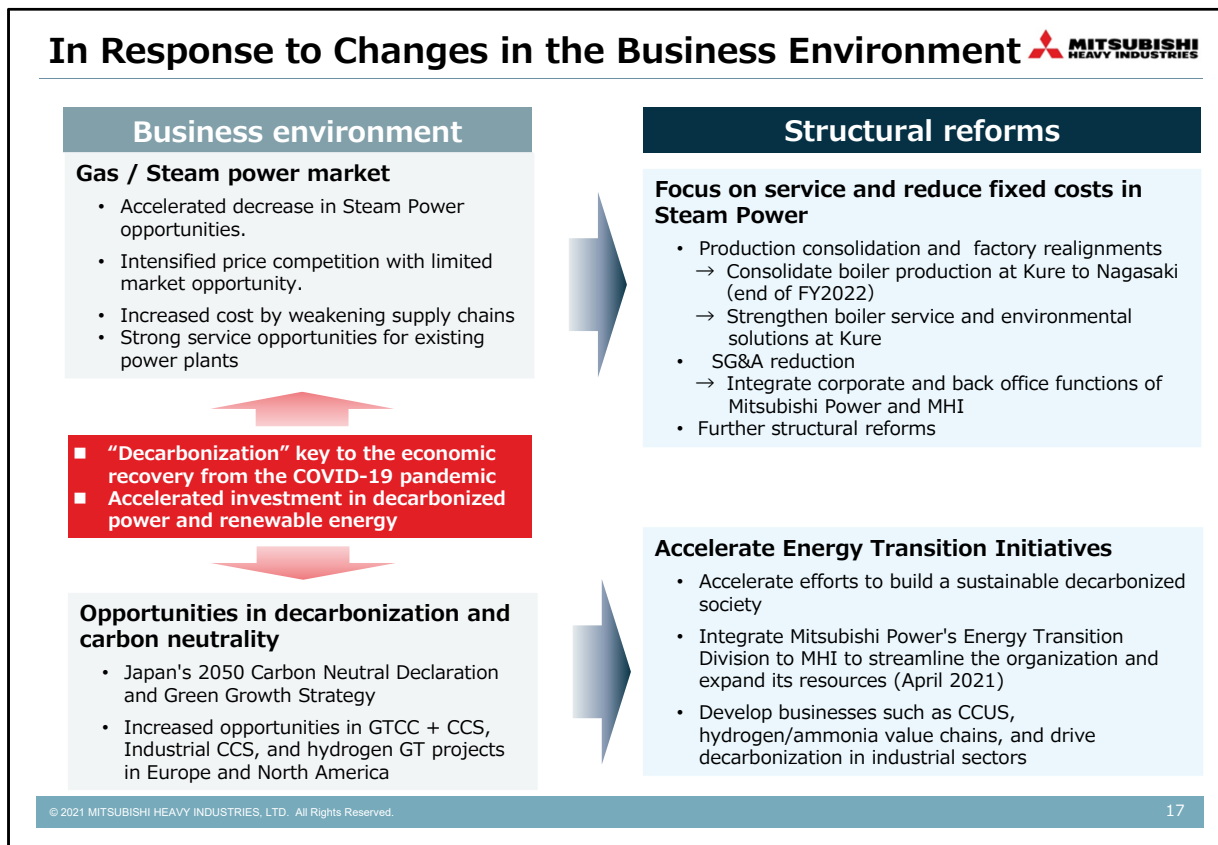 In Response to Changes in the Business Environment
MITSUBISHI
HEAVY INDUSTRIES
Business environment
Gas / Steam power market
• Accelerated decrease in Steam Power
opportunities.
• Intensified price competition with limited
market opportunity.
• Increased cost by weakening supply chains
• Strong service opportunities for existing
power plants
■ “Decarbonization” key to the economic
recovery from the COVID-19 pandemic
■ Accelerated investment in decarbonized
power and renewable energy
Opportunities in decarbonization and
carbon neutrality
• Japan's 2050 Carbon Neutral Declaration
and Green Growth Strategy
• Increased opportunities in GTCC + CCS,
Industrial CCS, and hydrogen GT projects
in Europe and North America
Structural reforms
Focus on service and reduce fixed costs in
Steam Power
• Production consolidation and factory realignments
→ Consolidate boiler production at Kure to Nagasaki
(end of FY2022)
→ Strengthen boiler service and environmental
solutions at Kure
• SG&A reduction
→ Integrate corporate and back office functions of
Mitsubishi Power and MHI
• Further structural reforms
Accelerate Energy Transition Initiatives
• Accelerate efforts to build a sustainable decarbonized
society
• Integrate Mitsubishi Power's Energy Transition
Division to MHI to streamline the organization and
expand its resources (April 2021)
• Develop businesses such as CCUS,
hydrogen/ammonia value chains, and drive
decarbonization in industrial sectors
© 2021 MITSUBISHI HEAVY INDUSTRIES, LTD. All Rights Reserved.
17